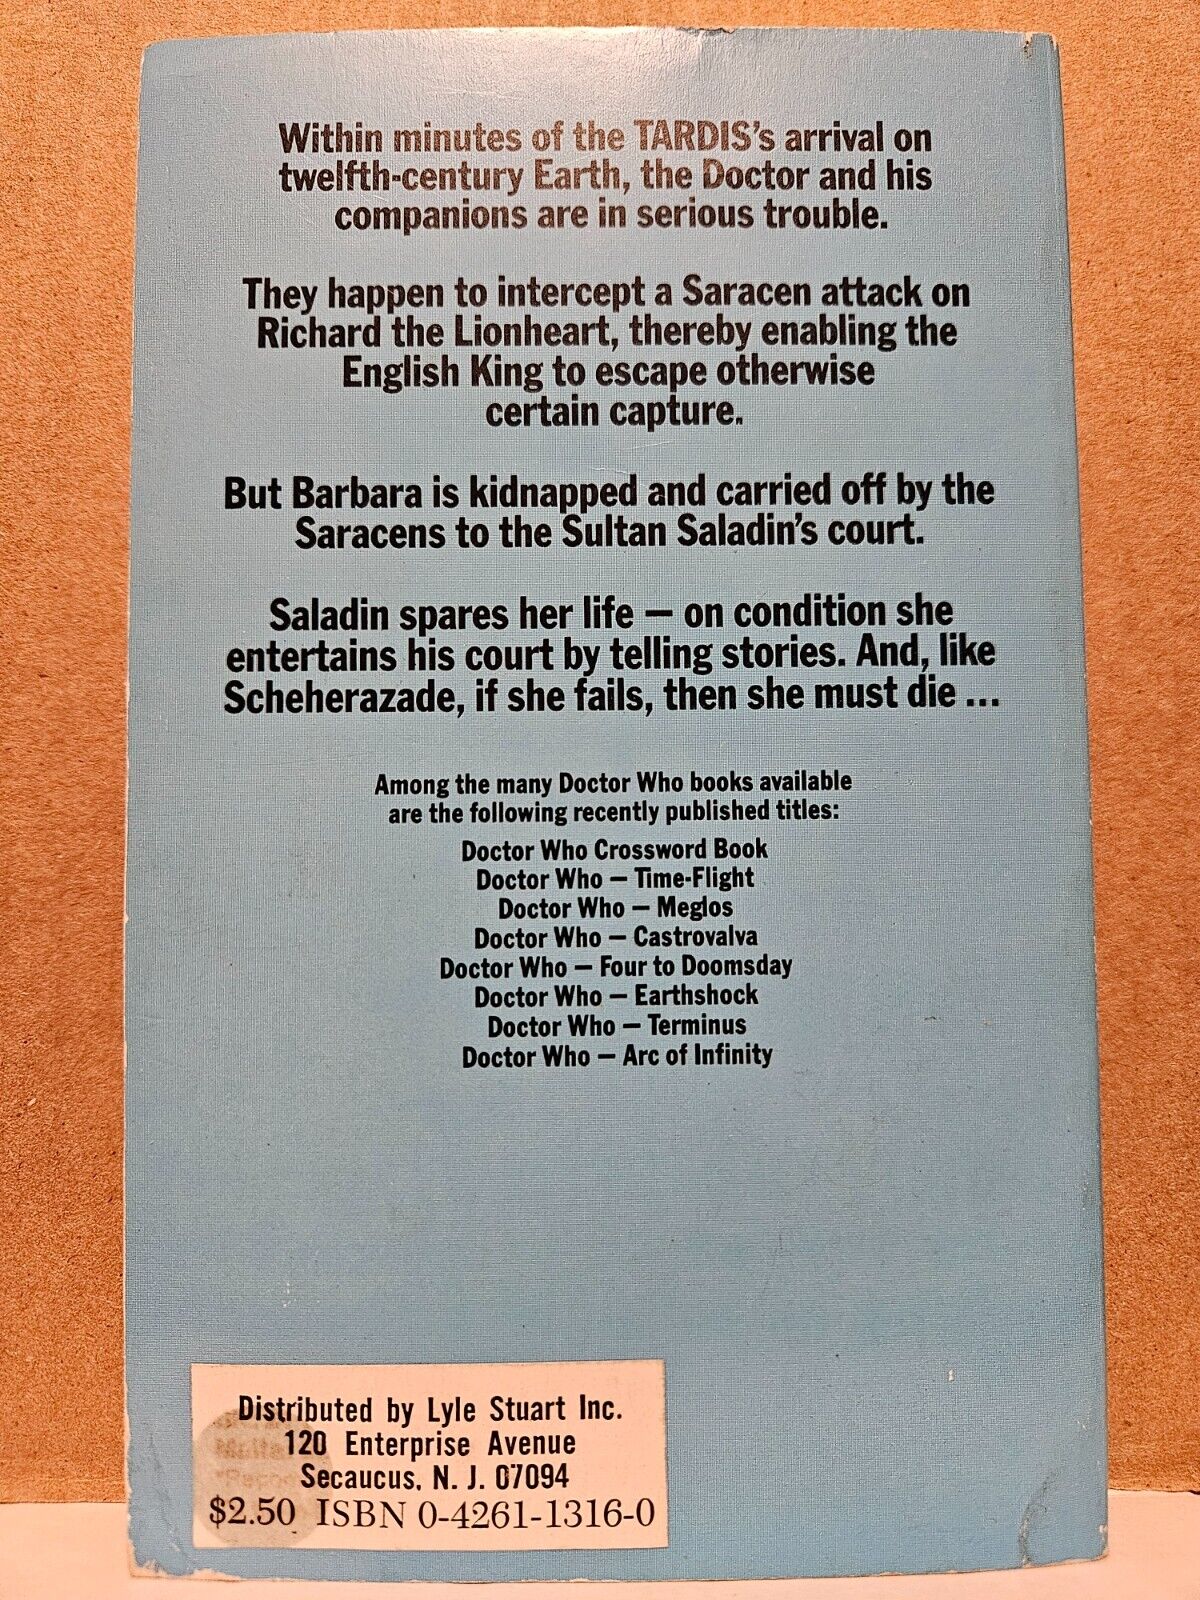 Within minutes of the TARDIS's arrival on
twelfth-century Earth, the Doctor and his
companions are in serious trouble.
They happen to intercept a Saracen attack on
Richard the Lionheart, thereby enabling the
English King to escape otherwise
certain capture.
But Barbara is kidnapped and carried off by the
Saracens to the Sultan Saladin's court.
Saladin spares her life — on condition she
entertains his court by telling stories. And, like
Scheherazade, if she fails, then she must die ...
Among the many Doctor Who books available
are the following recently published titles:
Doctor Who Crossword Book
Doctor Who — Time-Flight
Doctor Who — Meglos
Doctor Who — Castrovalva
Doctor Who — Four to Doomsday
Doctor Who — Earthshock
Doctor Who — Terminus
Doctor Who — Arc of Infinity
Distributed by Lyle Stuart Inc.
120 Enterprise Avenue
Secaucus, N. J. 07094
$2.50 ISBN 0-4261-1316-0